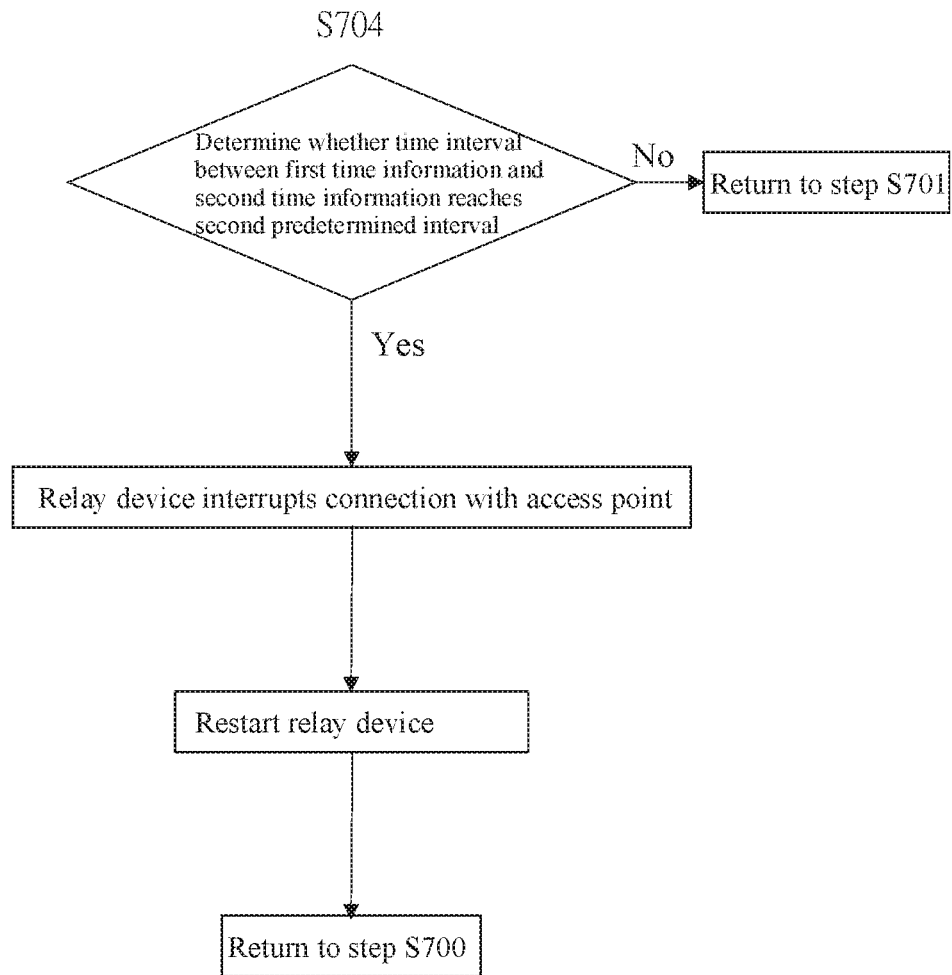 S704
Determine whether time interval
between first time information and
second time information reaches
second predetermined interval
No
Return to step S701
Yes
Relay device interrupts connection with access point
Restart relay device
Return to step S700